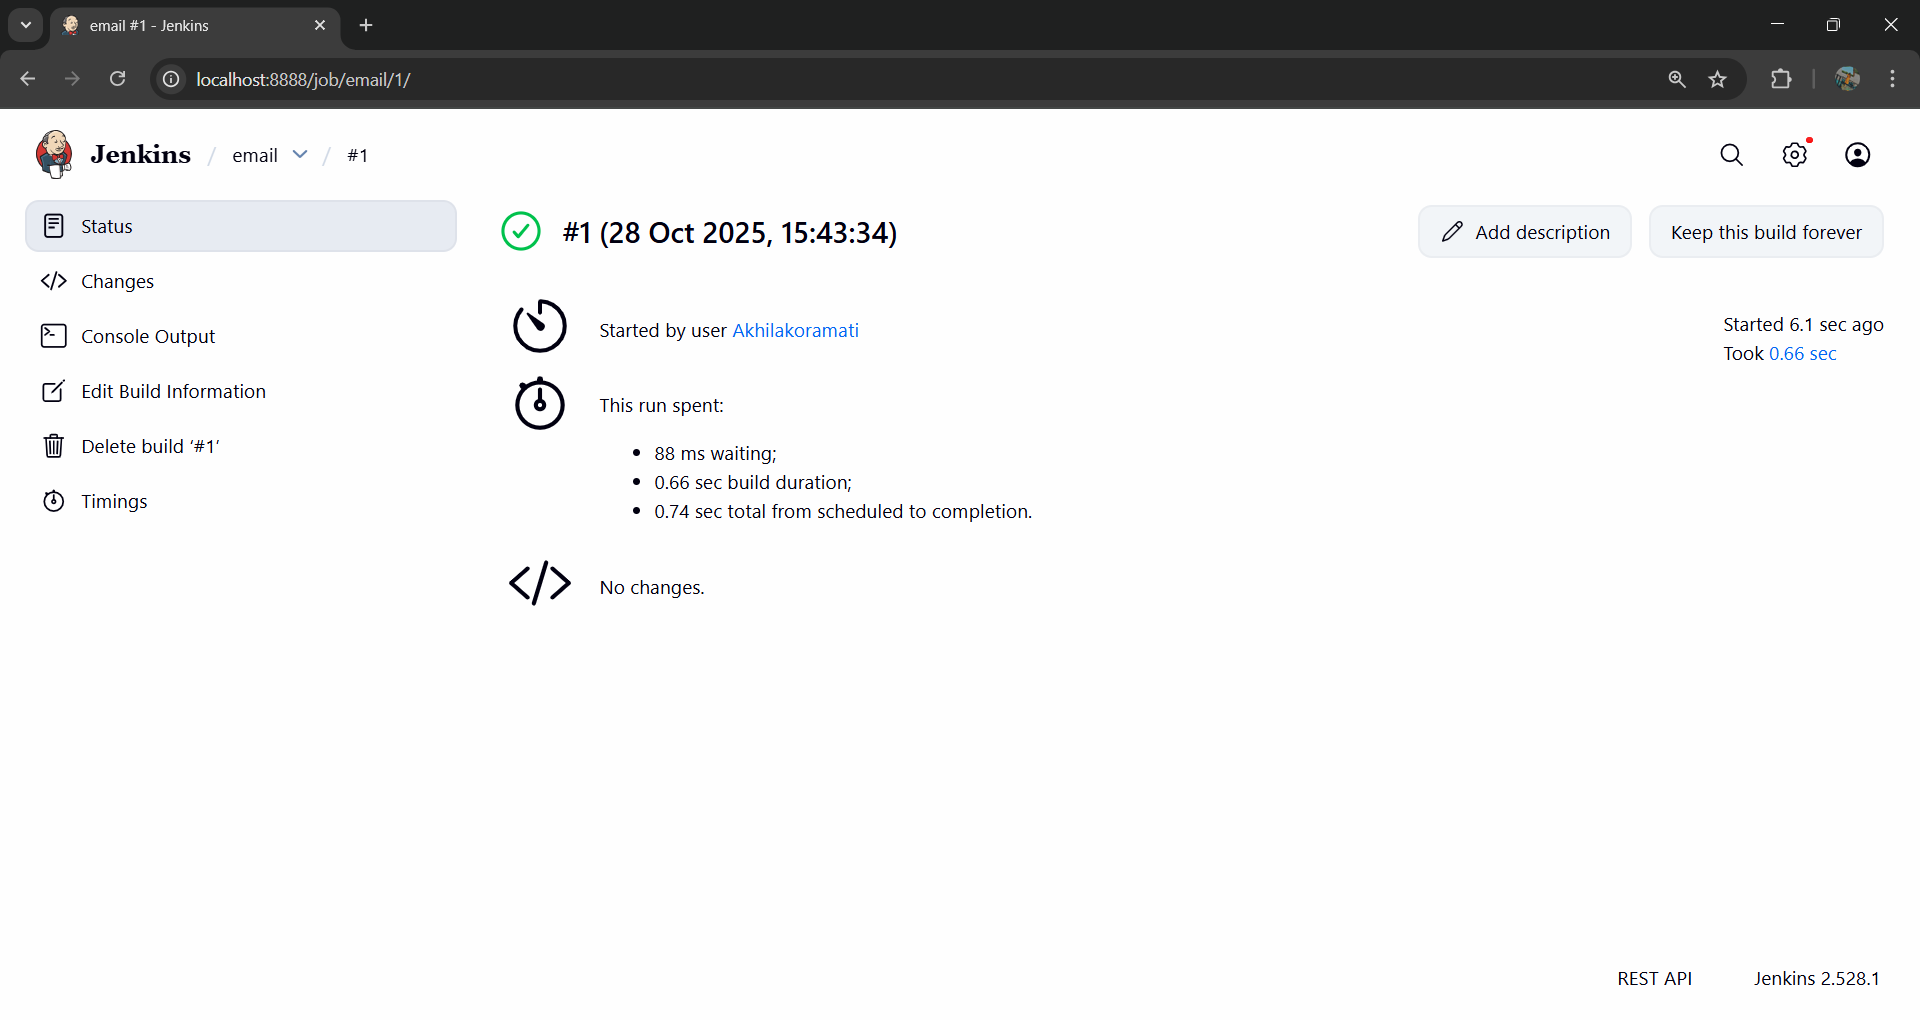 email #1 - Jenkins
localhost:8888/job/email/1/
Jenkins / email / #1
Status
Changes
Console Output
Edit Build Information
Delete build ‘#1’
Timings
#1 (28 Oct 2025, 15:43:34)
Add description
Keep this build forever
Started by user Akhilakoramati
Started 6.1 sec ago
Took 0.66 sec
This run spent:
• 88 ms waiting;
• 0.66 sec build duration;
• 0.74 sec total from scheduled to completion.
No changes.
REST API
Jenkins 2.528.1